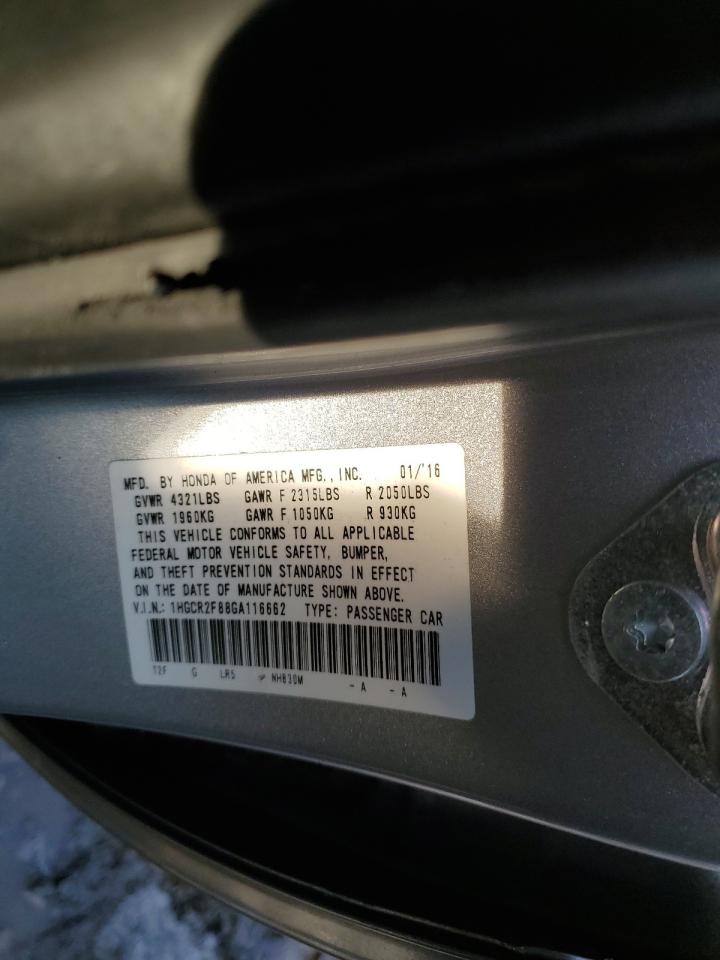 MFD. BY HONDA OF AMERICA MFG., INC. 01/'16
GVWR 4321LBS GAWR F 2315LBS R 2050LBS
GVWR 1960KG GAWR F 1050KG R 930KG
THIS VEHICLE CONFORMS TO ALL APPLICABLE
FEDERAL MOTOR VEHICLE SAFETY, BUMPER,
AND THEFT PREVENTION STANDARDS IN EFFECT
ON THE DATE OF MANUFACTURE SHOWN ABOVE.
V.I.N.: 1HGCR2F88GA116662 TYPE: PASSENGER CAR
T2F G LR5 NH830M - A - A